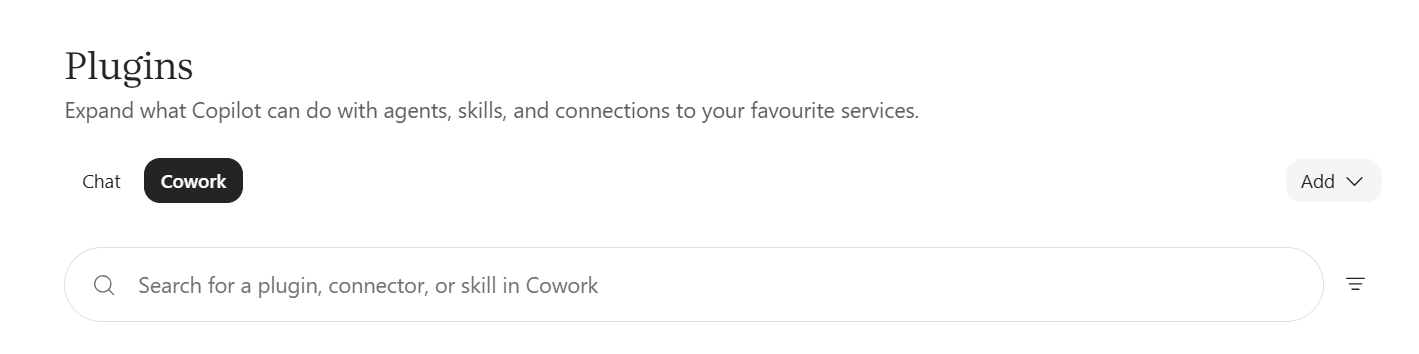 Plugins
Expand what Copilot can do with agents, skills, and connections to your favourite services.
Chat Cowork Add
Search for a plugin, connector, or skill in Cowork